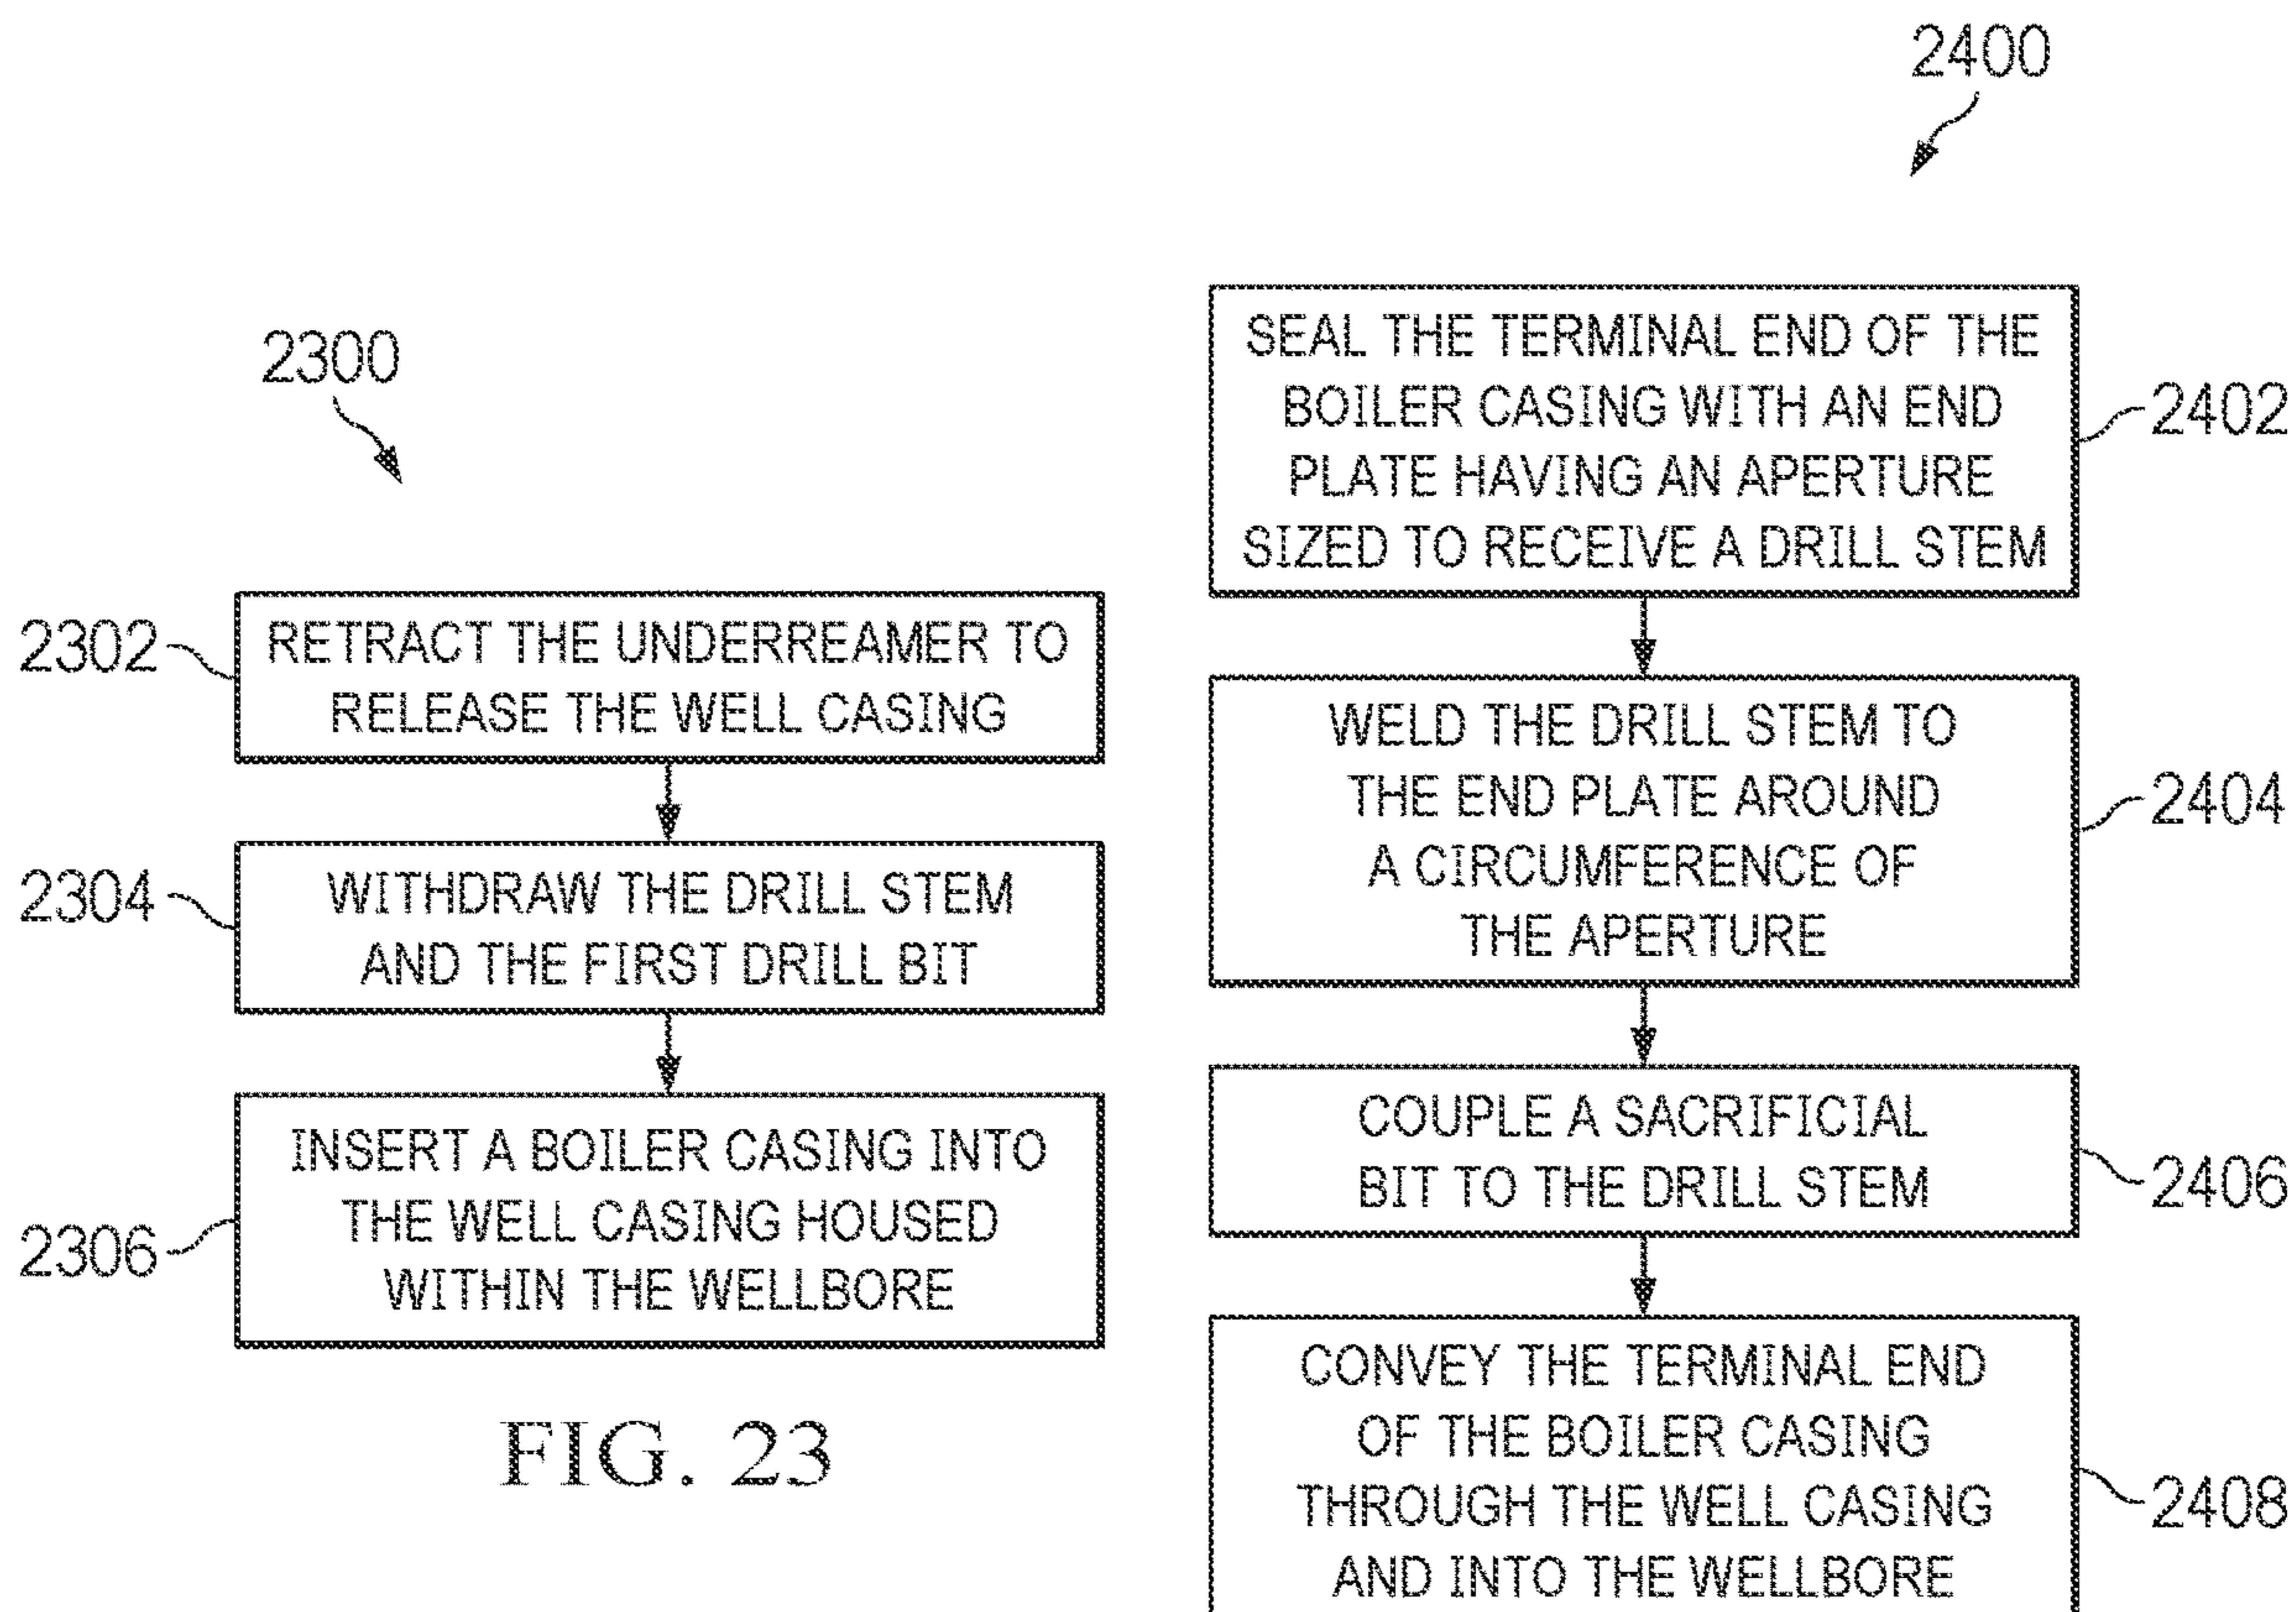 2300
2302
RETRACT THE UNDERREAMER TO
RELEASE THE WELL CASING
2304
WITHDRAW THE DRILL STEM
AND THE FIRST DRILL BIT
2306
INSERT A BOILER CASING INTO
THE WELL CASING HOUSED
WITHIN THE WELLBORE
FIG. 23
2400
SEAL THE TERMINAL END OF THE
BOILER CASING WITH AN END
PLATE HAVING AN APERTURE
SIZED TO RECEIVE A DRILL STEM
2402
WELD THE DRILL STEM TO
THE END PLATE AROUND
A CIRCUMFERENCE OF
THE APERTURE
2404
COUPLE A SACRIFICIAL
BIT TO THE DRILL STEM
2406
CONVEY THE TERMINAL END
OF THE BOILER CASING
THROUGH THE WELL CASING
AND INTO THE WELLBORE
2408